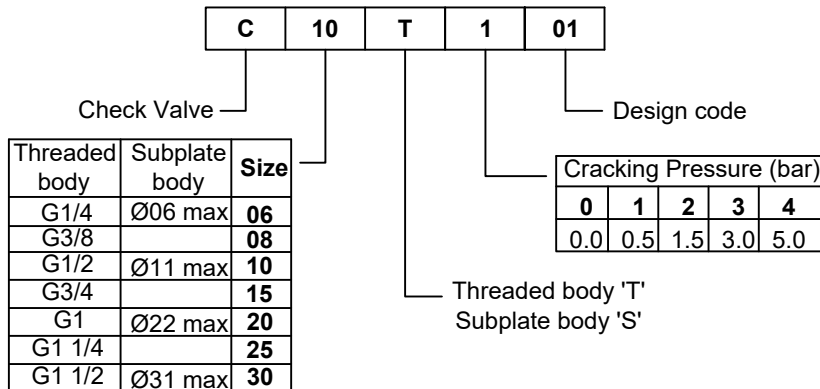 C 10 T 1 01
Check Valve
Design code
Threaded body Subplate body Size
G1/4 Ø06 max 06
G3/8 08
G1/2 Ø11 max 10
G3/4 15
G1 Ø22 max 20
G1 1/4 25
G1 1/2 Ø31 max 30
Cracking Pressure (bar)
0 1 2 3 4
0.0 0.5 1.5 3.0 5.0
Threaded body 'T'
Subplate body 'S'